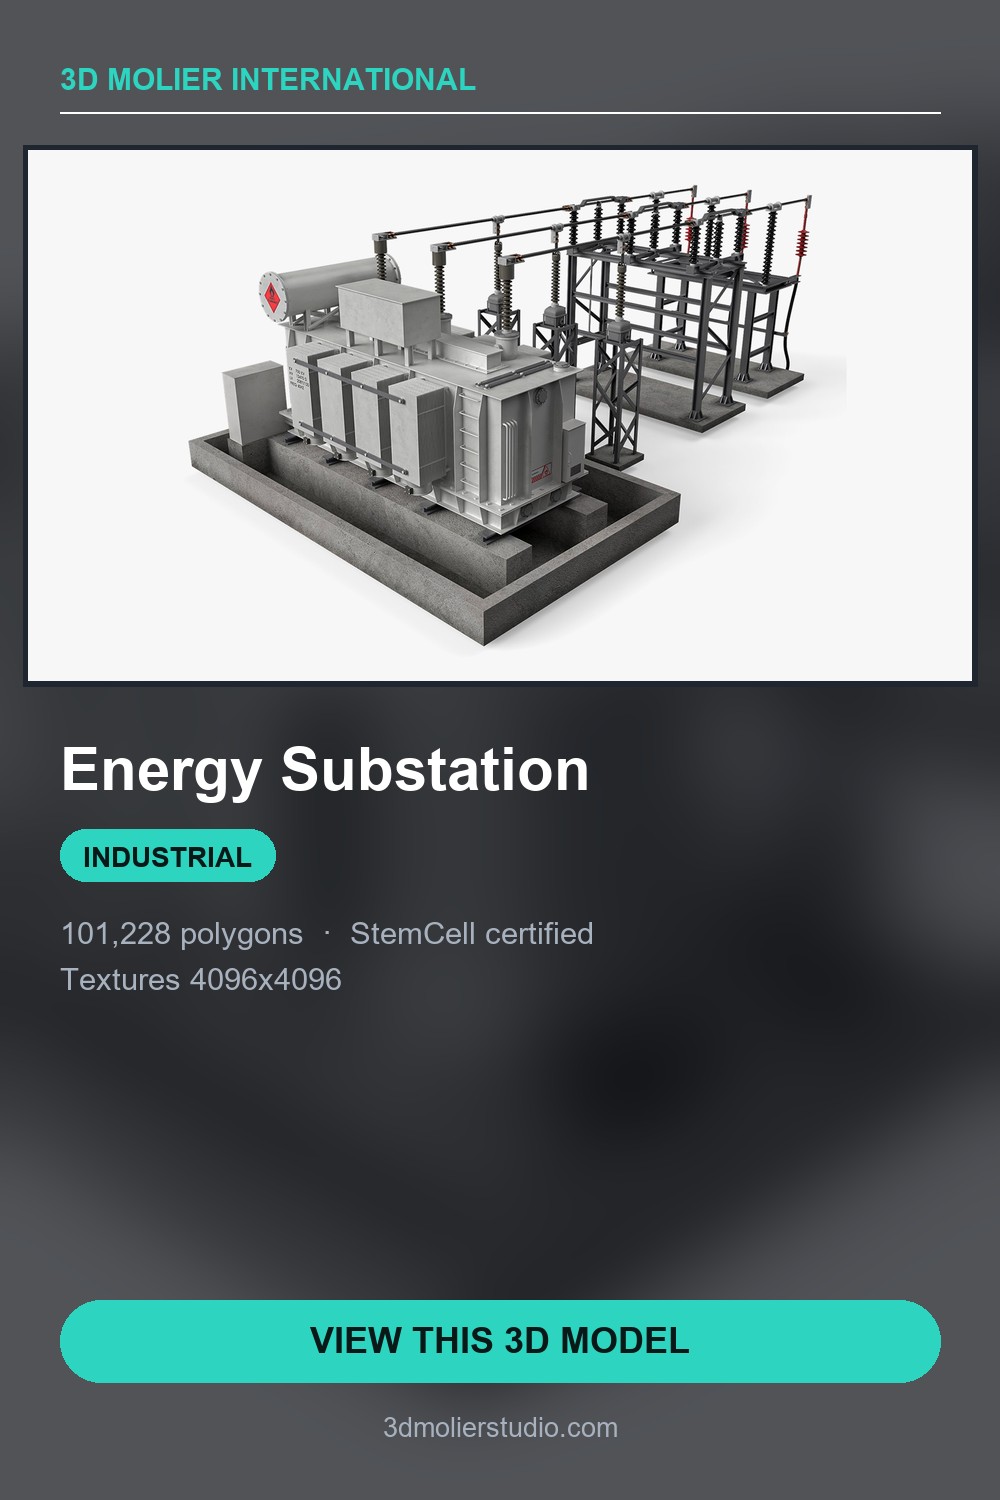 3D MOLIER INTERNATIONAL
Energy Substation
INDUSTRIAL
101,228 polygons · StemCell certified
Textures 4096x4096
VIEW THIS 3D MODEL
3dmolierstudio.com